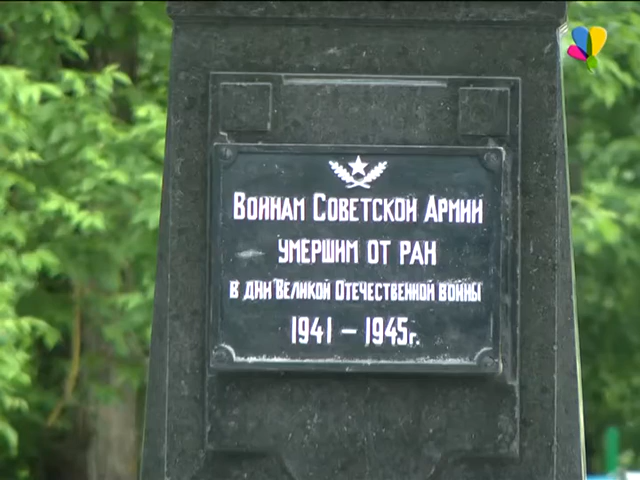 Воинам Советской Армии
умершим от ран
в дни Великой Отечественной войны
1941 – 1945г.